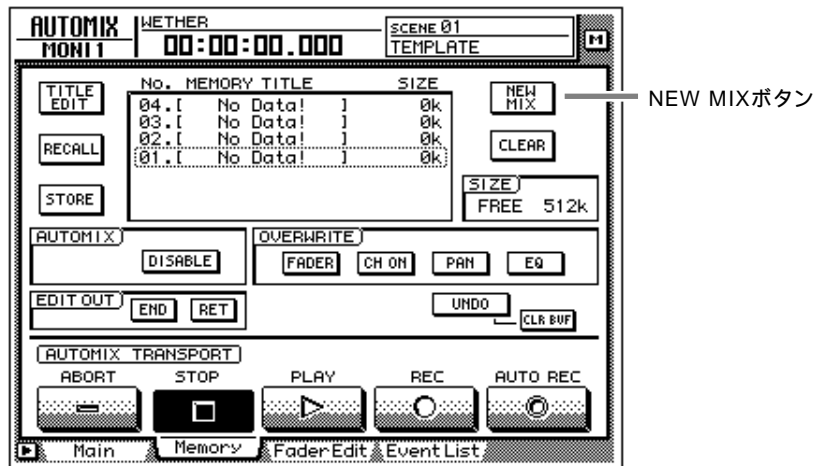 AUTOMIX
MONI 1
WETHER
00:00:00.000
SCENE 01
TEMPLATE
M
TITLE EDIT
RECALL
STORE
No. MEMORY TITLE SIZE
04.[ No Data! ] 0k
03.[ No Data! ] 0k
02.[ No Data! ] 0k
01.[ No Data! ] 0k
NEW MIX
NEW MIXボタン
CLEAR
SIZE
FREE 512k
AUTOMIX
DISABLE
OVERWRITE
FADER CH ON PAN EQ
EDIT OUT
END RET
UNDO
CLR BUF
AUTOMIX TRANSPORT
ABORT STOP PLAY REC AUTO REC
Main Memory Fader Edit Event List